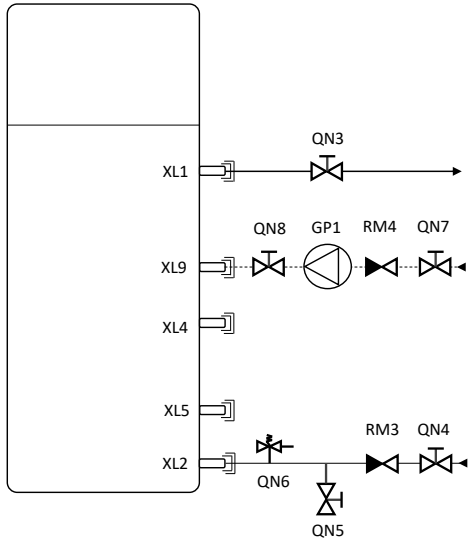 QN3
XL1
QN8 GP1 RM4 QN7
XL9
XL4
XL5
RM3 QN4
XL2
QN6
QN5